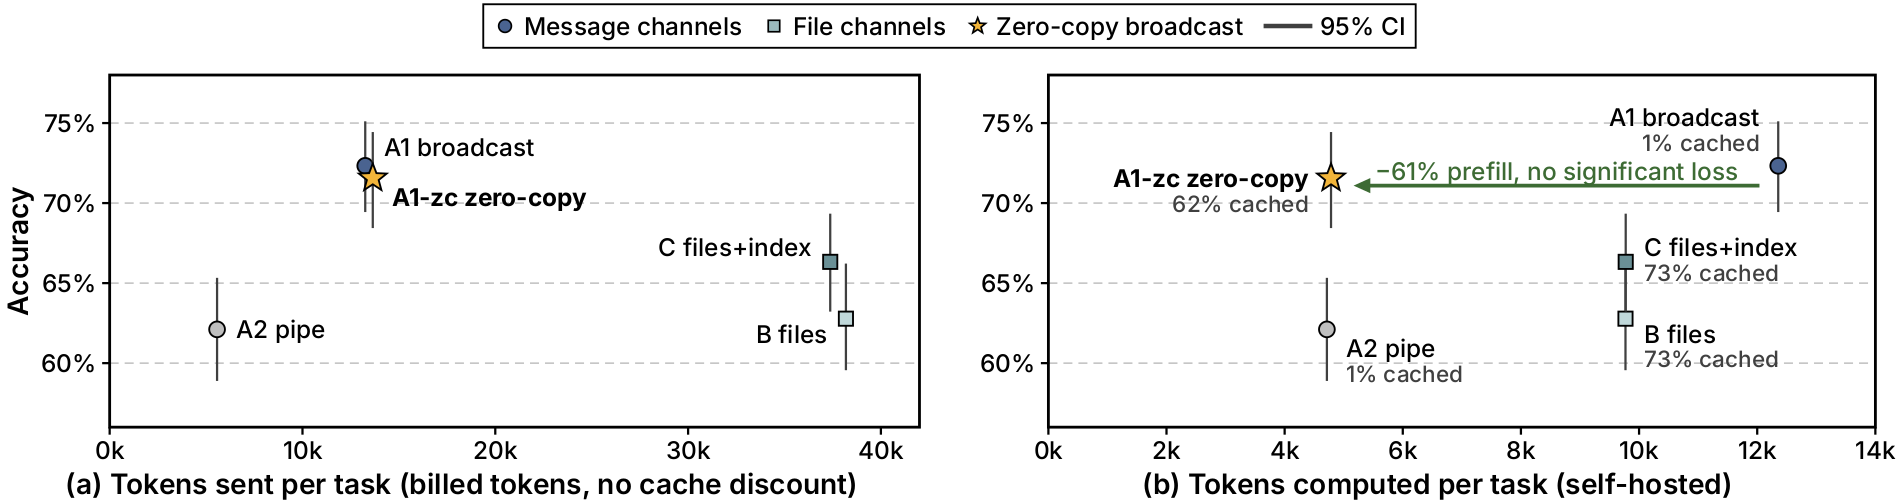 Message channels File channels Zero-copy broadcast 95% CI
Accuracy
75%
70%
65%
60%
A1 broadcast
A1-zc zero-copy
C files+index
B files
A2 pipe
0k 10k 20k 30k 40k
(a) Tokens sent per task (billed tokens, no cache discount)
75%
70%
65%
60%
A1 broadcast
1% cached
−61% prefill, no significant loss
A1-zc zero-copy
62% cached
C files+index
73% cached
B files
73% cached
A2 pipe
1% cached
0k 2k 4k 6k 8k 10k 12k 14k
(b) Tokens computed per task (self-hosted)